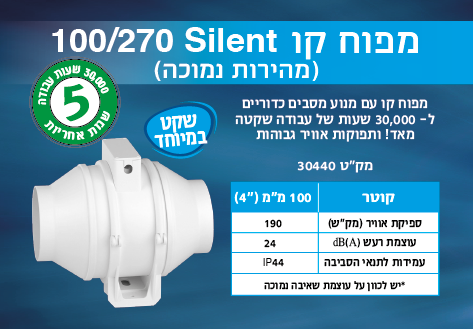 מפוח קו 100/270 Silent
(מהירות נמוכה)
30,000 שעות עבודה
5
שנות אחריות
שקט
במיוחד
מפוח קו עם מנוע מסבים כדוריים
ל- 30,000 שעות של עבודה שקטה
מאד! ותפוקות אוויר גבוהות
מק"ט 30440
קוטר 100 מ"מ ("4)
ספיקת אוויר (מק"ש) 190
עוצמת רעש dB(A) 24
עמידות לתנאי הסביבה IP44
*יש לכוון על עוצמת שאיבה נמוכה